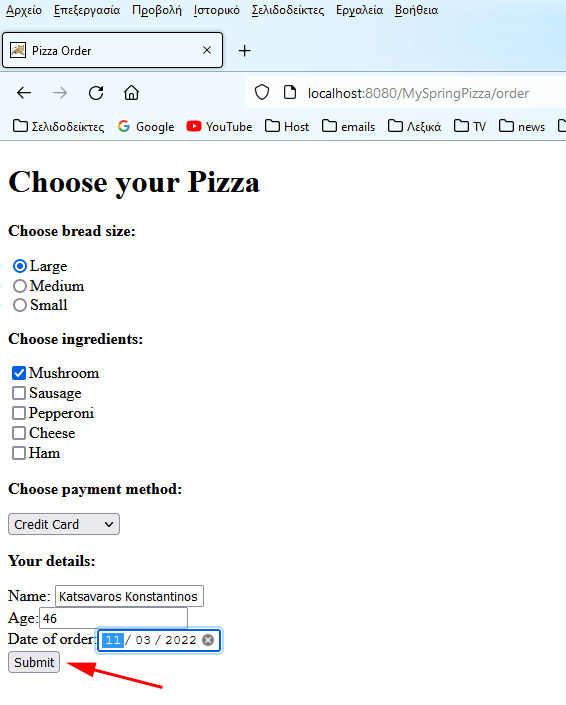 Αρχείο Επεξεργασία Προβολή Ιστορικό Σελιδοδείκτες Εργαλεία Βοήθεια
Pizza Order
localhost:8080/MySpringPizza/order
Σελιδοδείκτες Google YouTube Host emails Λεξικά TV news
Choose your Pizza
Choose bread size:
Large
Medium
Small
Choose ingredients:
Mushroom
Sausage
Pepperoni
Cheese
Ham
Choose payment method:
Credit Card
Your details:
Name: Katsavaros Konstantinos
Age: 46
Date of order: 11 / 03 / 2022
Submit